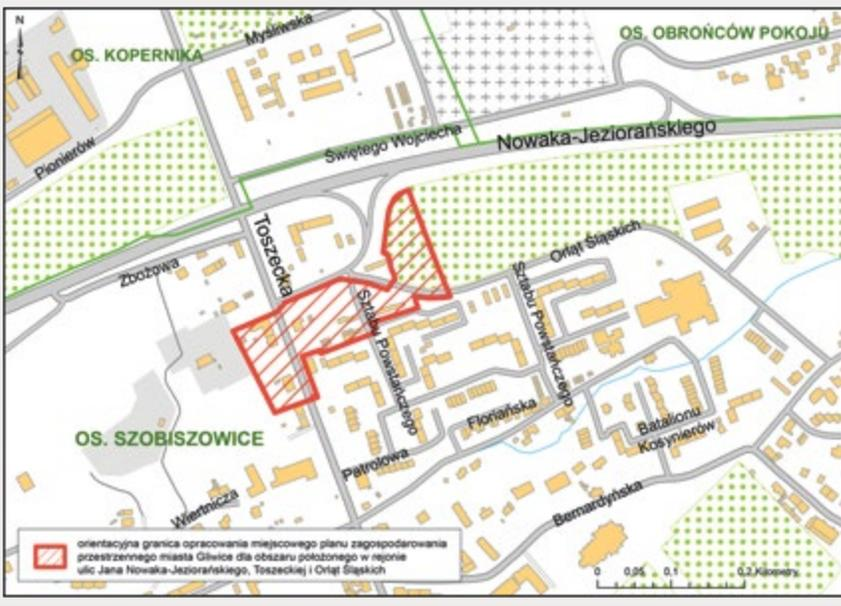 N
OS. KOPERNIKA
Myśliwska
OS. OBROŃCÓW POKOJU
Pionierów
Świętego Wojciecha
Nowaka-Jeziorańskiego
Toszecka
Zbożowa
Orląt Śląskich
Sztabu Powstańczego
Sztabu Powstańczego
OS. SZOBISZOWICE
Floriańska
Batalionu
Kosynierów
Patrolowa
Wiertnicza
Bernardyńska
orientacyjna granica opracowania miejscowego planu zagospodarowania
przestrzennego miasta Gliwice dla obszaru położonego w rejonie
ulic Jana Nowaka-Jeziorańskiego, Toszeckiej i Orląt Śląskich
0 0,05 0,1 0,2 Kilometry